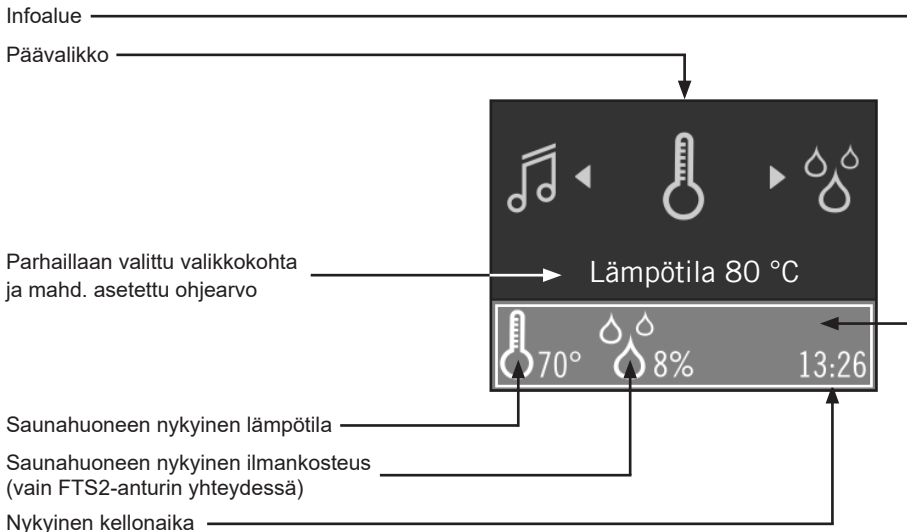 Infoalue
Päävalikko
Parhaillaan valittu valikkokohta
ja mahd. asetettu ohjearvo
Lämpötila 80 °C
70° 8% 13:26
Saunahuoneen nykyinen lämpötila
Saunahuoneen nykyinen ilmankosteus
(vain FTS2-anturin yhteydessä)
Nykyinen kellonaika